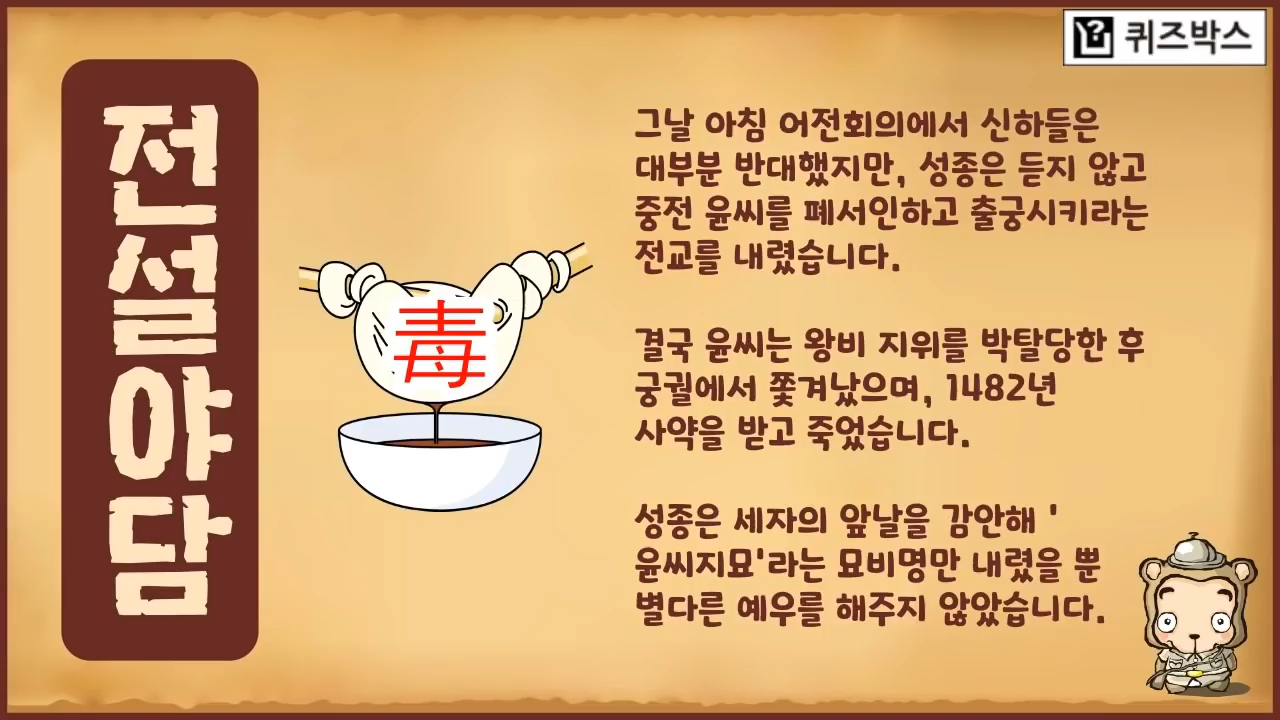 퀴즈박스
전설야담
毒
그날 아침 어전회의에서 신하들은
대부분 반대했지만, 성종은 듣지 않고
중전 윤씨를 폐서인하고 출궁시키라는
전교를 내렸습니다.
결국 윤씨는 왕비 지위를 박탈당한 후
궁궐에서 쫓겨났으며, 1482년
사약을 받고 죽었습니다.
성종은 세자의 앞날을 감안해 '
윤씨지묘'라는 묘비명만 내렸을 뿐
별다른 예우를 해주지 않았습니다.